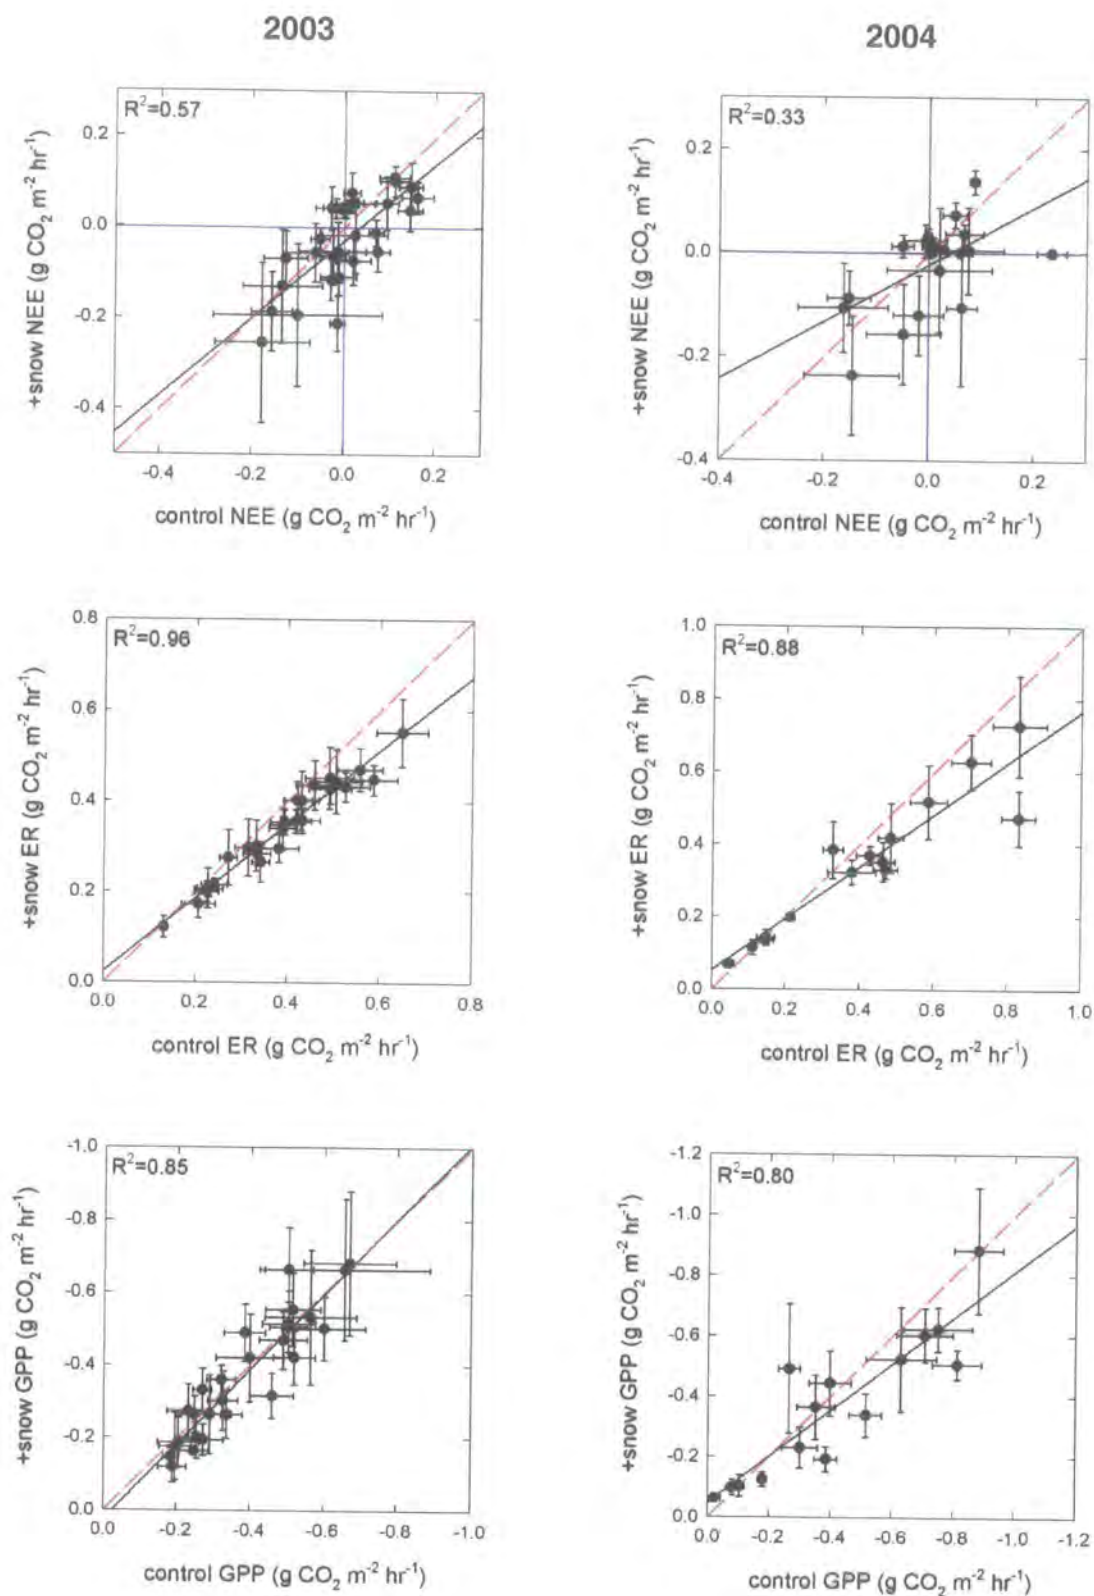 2003
2004
R²=0.57
0.2
0.0
-0.2
-0.4
+snow NEE (g CO₂ m⁻² hr⁻¹)
-0.4 -0.2 0.0 0.2
control NEE (g CO₂ m⁻² hr⁻¹)
R²=0.33
0.2
0.0
-0.2
-0.4
+snow NEE (g CO₂ m⁻² hr⁻¹)
-0.4 -0.2 0.0 0.2
control NEE (g CO₂ m⁻² hr⁻¹)
R²=0.96
0.8
0.6
0.4
0.2
0.0
+snow ER (g CO₂ m⁻² hr⁻¹)
0.0 0.2 0.4 0.6 0.8
control ER (g CO₂ m⁻² hr⁻¹)
R²=0.88
1.0
0.8
0.6
0.4
0.2
0.0
+snow ER (g CO₂ m⁻² hr⁻¹)
0.0 0.2 0.4 0.6 0.8 1.0
control ER (g CO₂ m⁻² hr⁻¹)
R²=0.85
-1.0
-0.8
-0.6
-0.4
-0.2
0.0
+snow GPP (g CO₂ m⁻² hr⁻¹)
0.0 -0.2 -0.4 -0.6 -0.8 -1.0
control GPP (g CO₂ m⁻² hr⁻¹)
R²=0.80
-1.2
-1.0
-0.8
-0.6
-0.4
-0.2
0.0
+snow GPP (g CO₂ m⁻² hr⁻¹)
0.0 -0.2 -0.4 -0.6 -0.8 -1.0 -1.2
control GPP (g CO₂ m⁻² hr⁻¹)